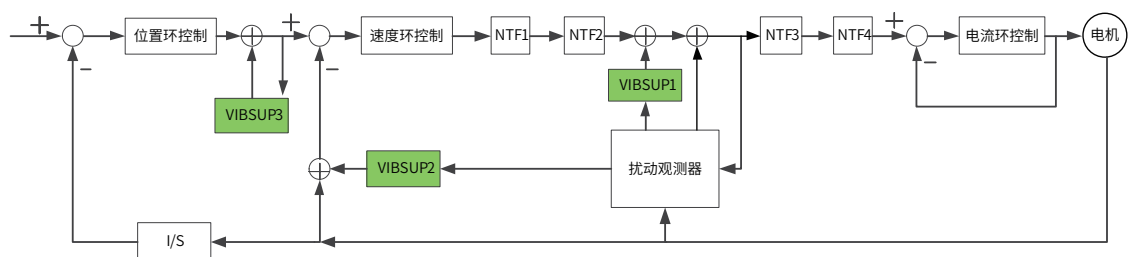 +
+
+
位置环控制
速度环控制
NTF1
NTF2
NTF3
NTF4
电流环控制
电机
−
−
−
VIBSUP3
VIBSUP1
VIBSUP2
扰动观测器
I/S